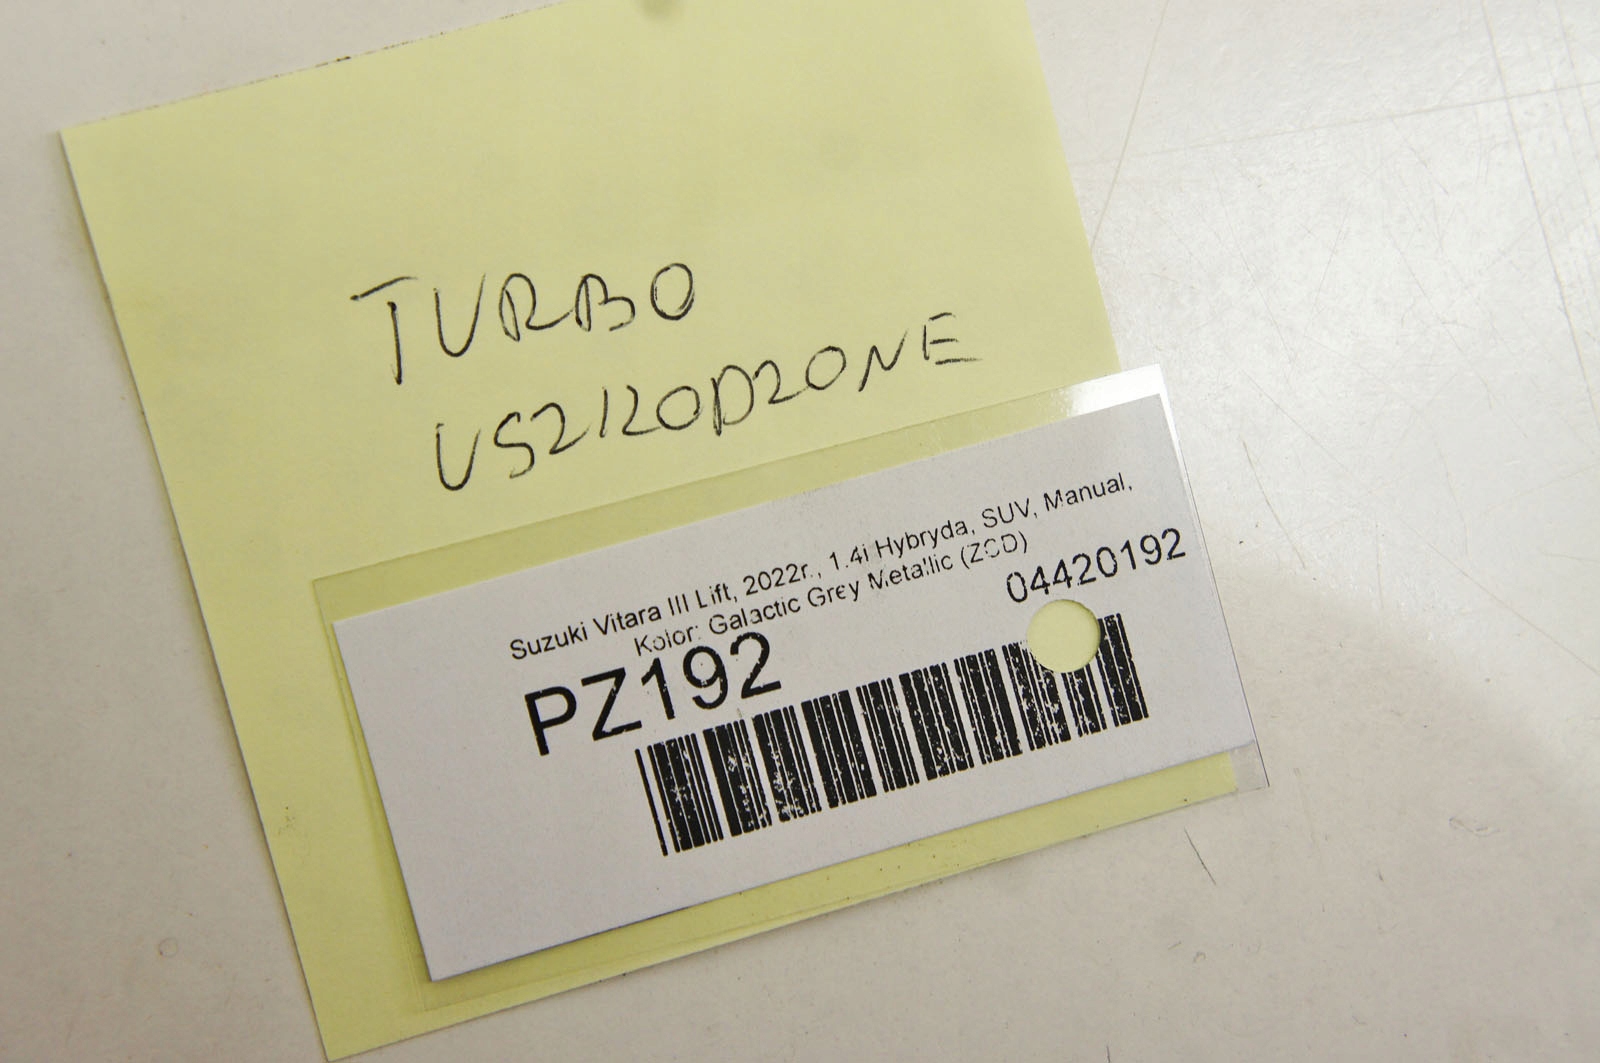 TURBO
USZKODZONE
Suzuki Vitara III Lift, 2022r., 1.4i Hybryda, SUV, Manual,
Kolor: Galactic Grey Metallic (ZCD)
04420192
PZ192